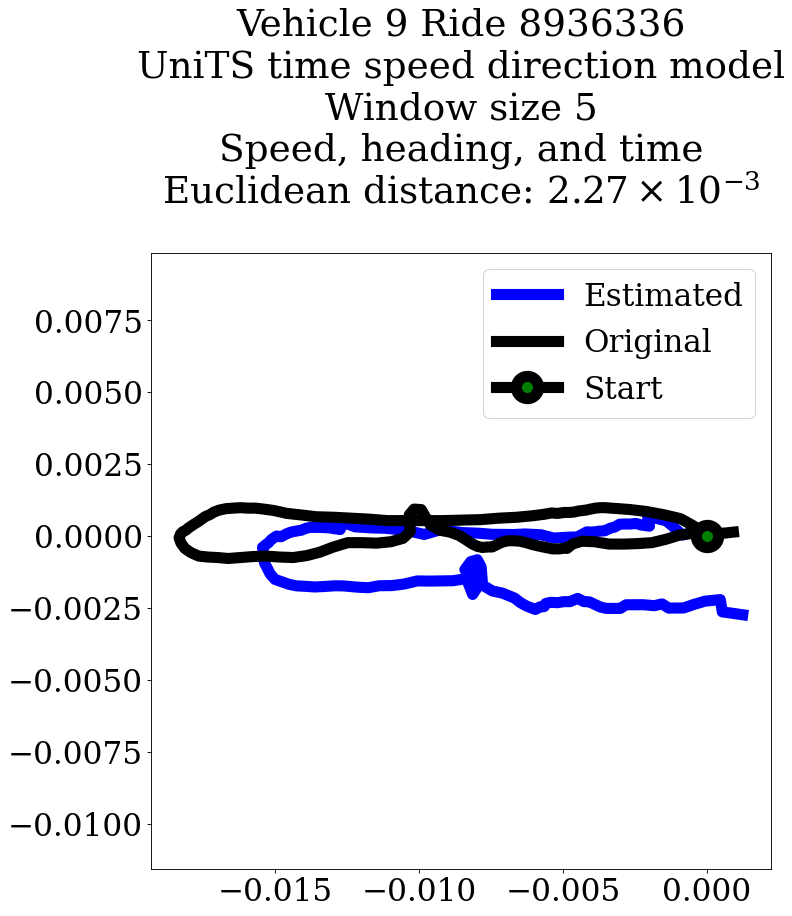 Vehicle 9 Ride 8936336
UniTS time speed direction model
Window size 5
Speed, heading, and time
Euclidean distance: 2.27 × 10⁻³
Estimated
Original
Start
0.0075
0.0050
0.0025
0.0000
−0.0025
−0.0050
−0.0075
−0.0100
−0.015 −0.010 −0.005 0.000